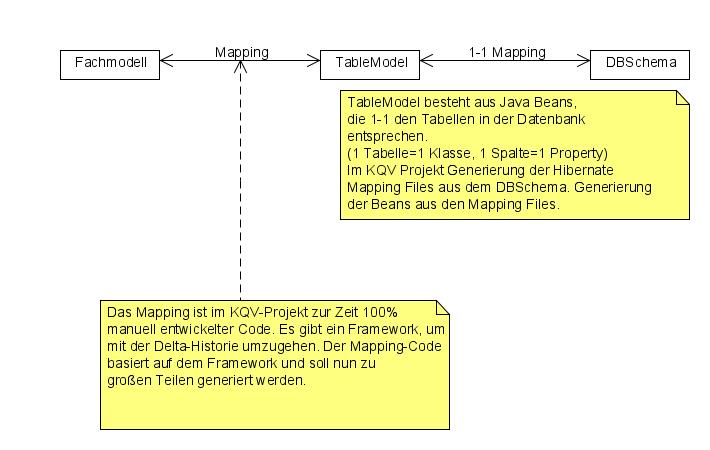 Fachmodell
Mapping
TableModel
1-1 Mapping
DBSchema
TableModel besteht aus Java Beans,
die 1-1 den Tabellen in der Datenbank
entsprechen.
(1 Tabelle=1 Klasse, 1 Spalte=1 Property)
Im KQV Projekt Generierung der Hibernate
Mapping Files aus dem DBSchema. Generierung
der Beans aus den Mapping Files.
Das Mapping ist im KQV-Projekt zur Zeit 100%
manuell entwickelter Code. Es gibt ein Framework, um
mit der Delta-Historie umzugehen. Der Mapping-Code
basiert auf dem Framework und soll nun zu
großen Teilen generiert werden.